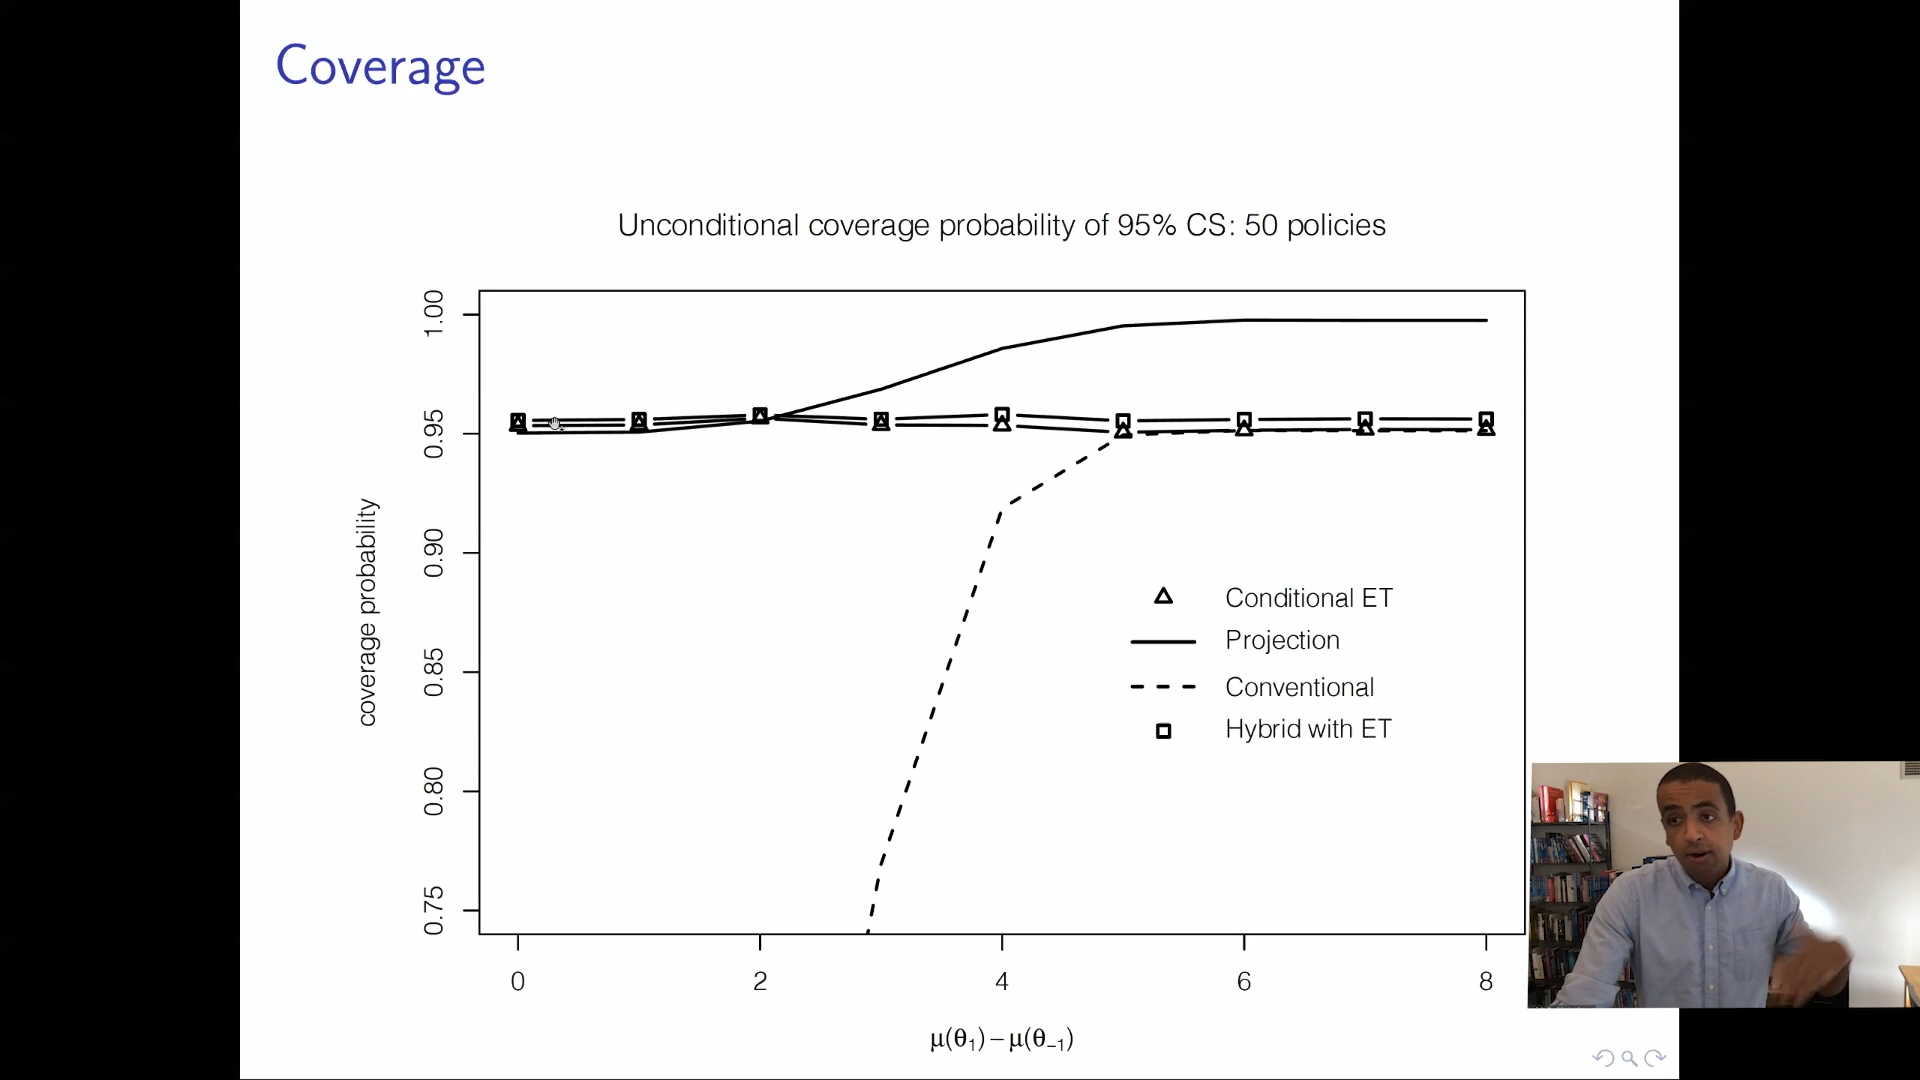 Coverage
Unconditional coverage probability of 95% CS: 50 policies
coverage probability
1.00
0.95
0.90
0.85
0.80
0.75
Conditional ET
Projection
Conventional
Hybrid with ET
0 2 4 6 8
μ(θ₁) − μ(θ₋₁)